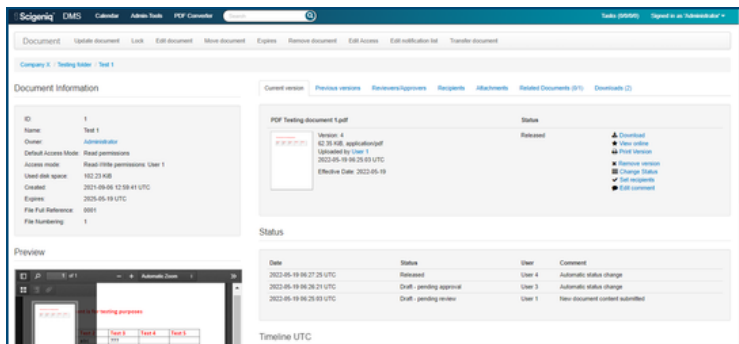 Scigeniq DMS Calendar Admin-Tools PDF Converter Search Tasks (0/0/0/0) Signed in as 'Administrator'
Document Update document Lock Edit document Move document Expires Remove document Edit Access Edit notification list Transfer document
Company X / Testing folder / Test 1
Document Information
ID: 1
Name: Test 1
Owner: Administrator
Default Access Mode: Read permissions
Access mode: Read-Write permissions: User 1
Used disk space: 102.23 KiB
Created: 2021-09-06 12:59:41 UTC
Expires: 2025-05-19 UTC
File Full Reference: 0001
File Numbering: 1
Preview
1 of 1 Automatic Zoom
is for testing purposes
Test 3 Test 4 Test 5
???
Current version Previous versions Reviewers/Approvers Recipients Attachments Related Documents (0/1) Downloads (2)
PDF Testing document 1.pdf Status
Version: 4
62.35 KiB, application/pdf
Uploaded by User 1
2022-05-19 06:25:03 UTC
Effective Date: 2022-05-19
Released
Download
View online
Print Version
Remove version
Change Status
Set recipients
Edit comment
Status
Date Status User Comment
2022-05-19 06:27:25 UTC Released User 4 Automatic status change
2022-05-19 06:26:21 UTC Draft - pending approval User 3 Automatic status change
2022-05-19 06:25:03 UTC Draft - pending review User 1 New document content submitted
Timeline UTC